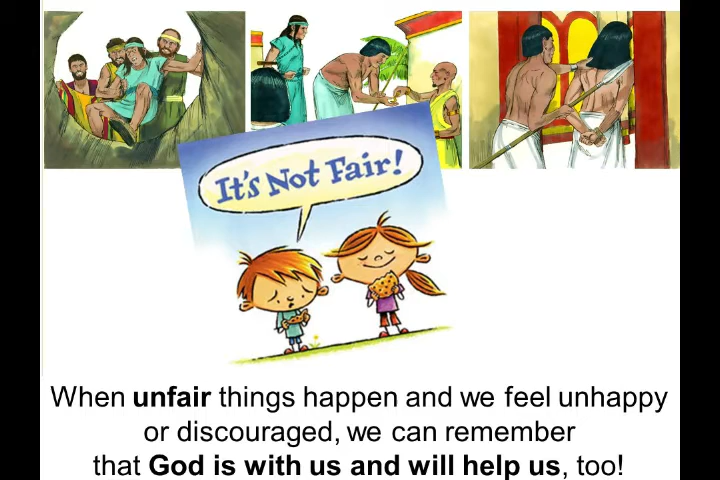 It's Not Fair!
When unfair things happen and we feel unhappy
or discouraged, we can remember
that God is with us and will help us, too!